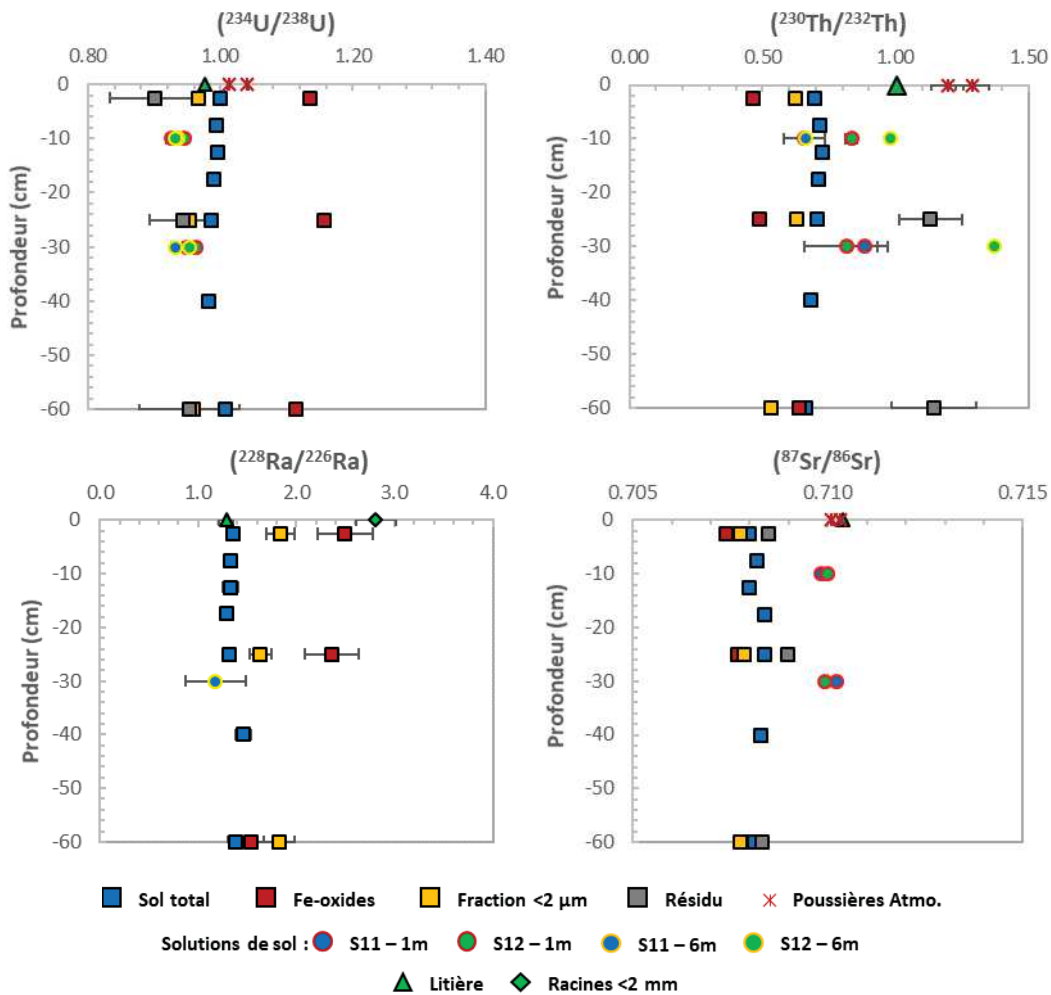 (²³⁴U/²³⁸U)
0.80 1.00 1.20 1.40
0
-10
-20
-30
-40
-50
-60
Profondeur (cm)
(²³⁰Th/²³²Th)
0.00 0.50 1.00 1.50
0
-10
-20
-30
-40
-50
-60
Profondeur (cm)
(²²⁸Ra/²²⁶Ra)
0.0 1.0 2.0 3.0 4.0
0
-10
-20
-30
-40
-50
-60
Profondeur (cm)
(⁸⁷Sr/⁸⁶Sr)
0.705 0.710 0.715
0
-10
-20
-30
-40
-50
-60
Profondeur (cm)
Sol total Fe-oxides Fraction <2 µm Résidu Poussières Atmo.
Solutions de sol : S11 – 1m S12 – 1m S11 – 6m S12 – 6m
Litière Racines <2 mm